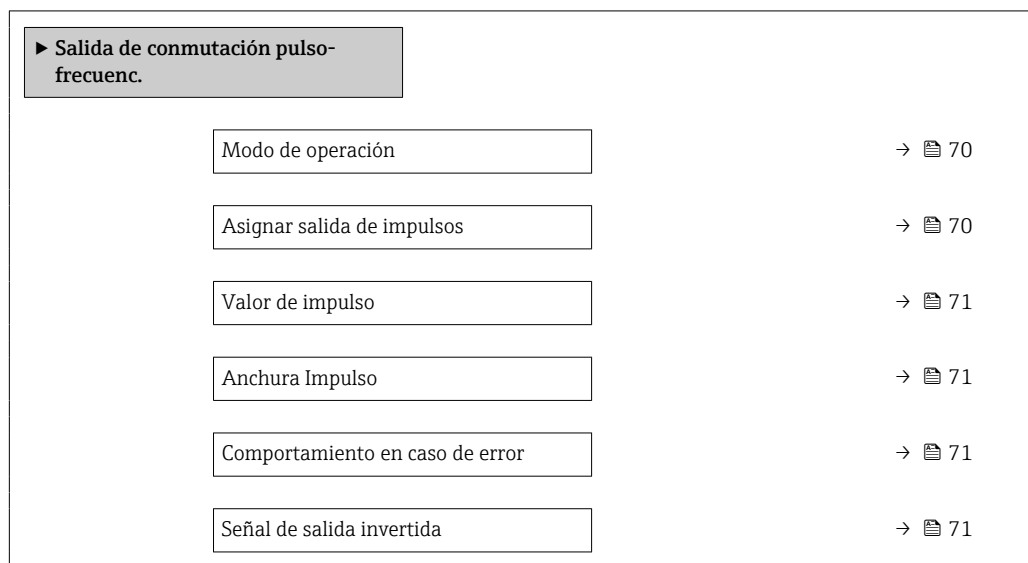 ▶ Salida de conmutación pulso-
frecuenc.
Modo de operación → 70
Asignar salida de impulsos → 70
Valor de impulso → 71
Anchura Impulso → 71
Comportamiento en caso de error → 71
Señal de salida invertida → 71